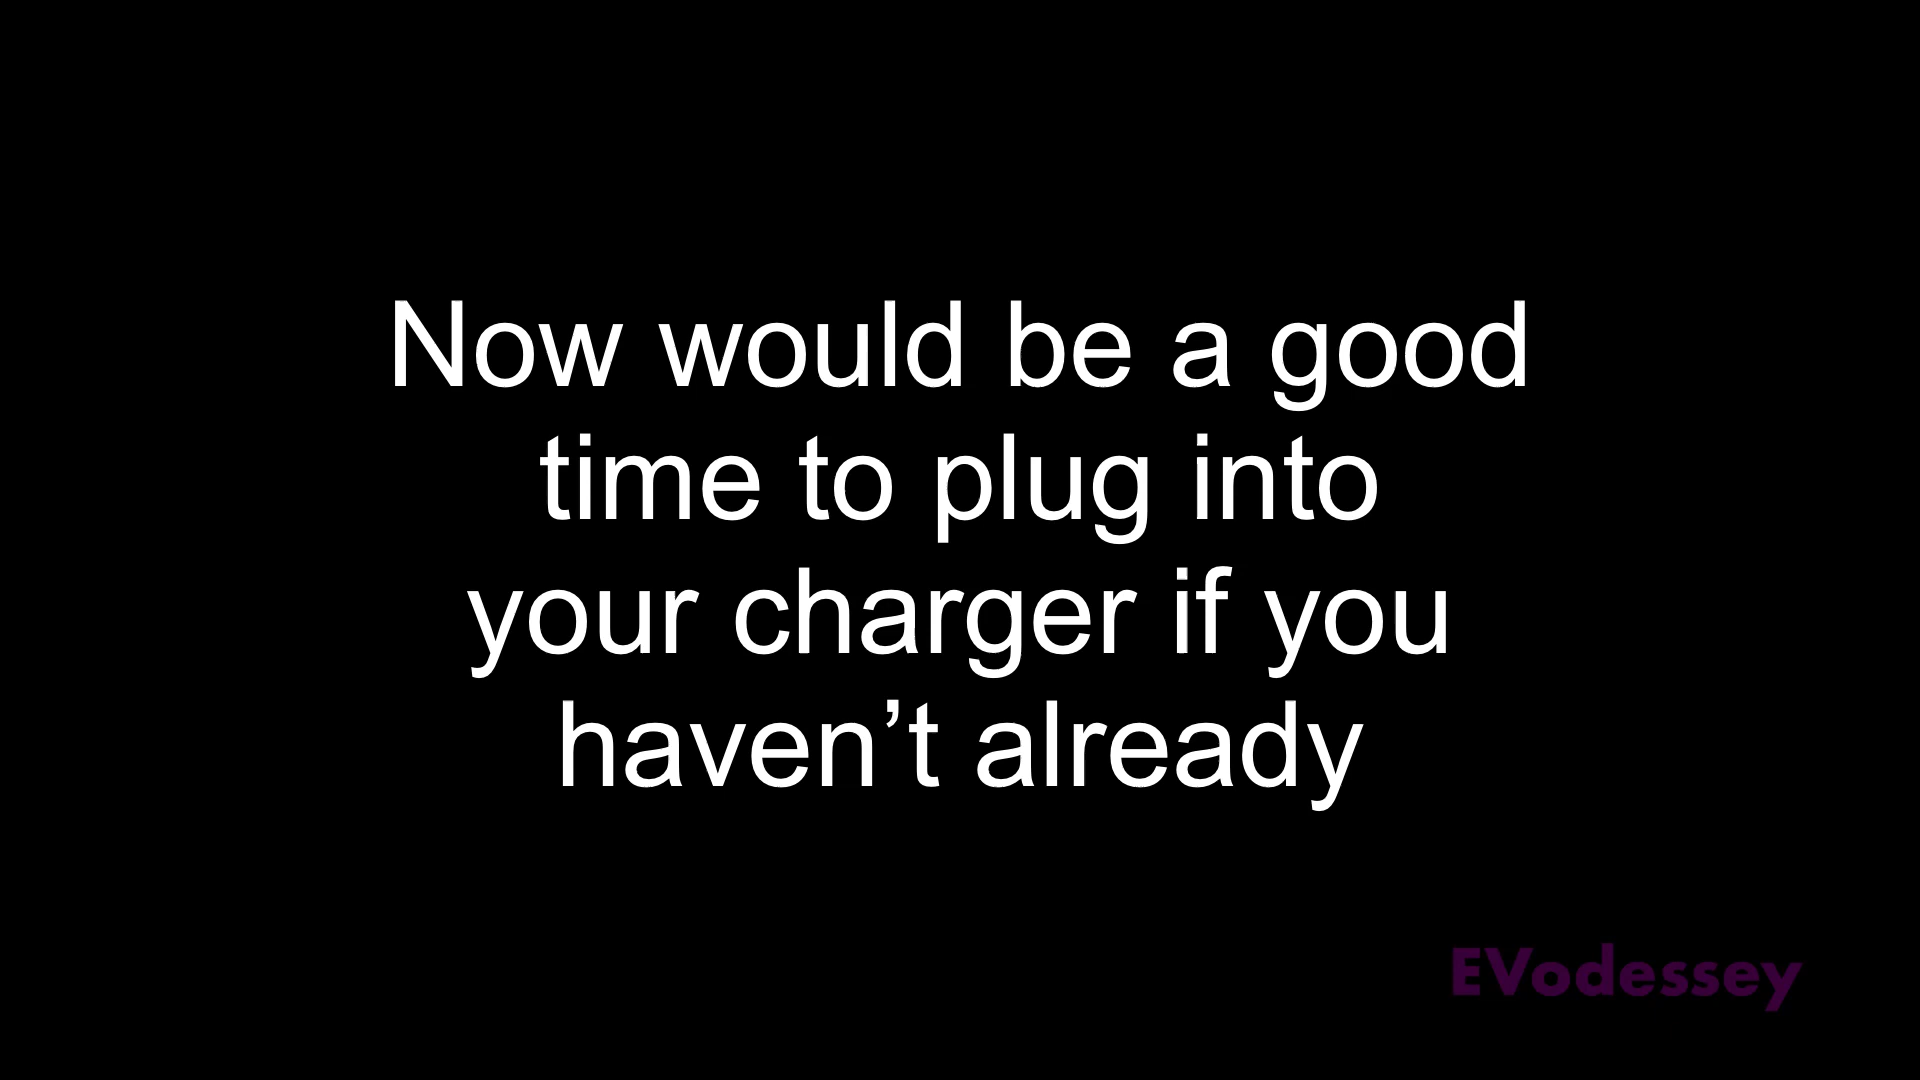 Now would be a good
time to plug into
your charger if you
haven’t already
EVodessey